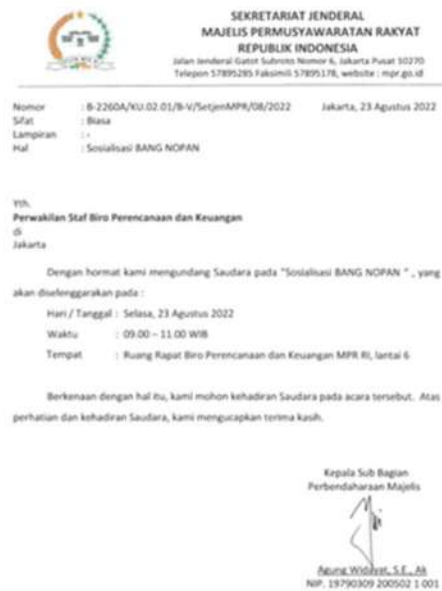 SEKRETARIAT JENDERAL
MAJELIS PERMUSYAWARATAN RAKYAT
REPUBLIK INDONESIA
Jalan Jenderal Gatot Subroto Nomor 6, Jakarta Pusat 10270
Telepon 57895285 Faksimili 57895178, website : mpr.go.id
Nomor : B-2260A/KU.02.01/B-V/SetjenMPR/08/2022 Jakarta, 23 Agustus 2022
Sifat : Biasa
Lampiran : -
Hal : Sosialisasi BANG NOPAN
Yth.
Perwakilan Staf Biro Perencanaan dan Keuangan
di
Jakarta
Dengan hormat kami mengundang Saudara pada "Sosialisasi BANG NOPAN " , yang
akan diselenggarakan pada :
Hari / Tanggal : Selasa, 23 Agustus 2022
Waktu : 09.00 – 11.00 WIB
Tempat : Ruang Rapat Biro Perencanaan dan Keuangan MPR RI, lantai 6
Berkenaan dengan hal itu, kami mohon kehadiran Saudara pada acara tersebut. Atas
perhatian dan kehadiran Saudara, kami mengucapkan terima kasih.
Kepala Sub Bagian
Perbendaharaan Majelis
Agung Widayat, S.E., Ak
NIP. 19790309 200502 1 001